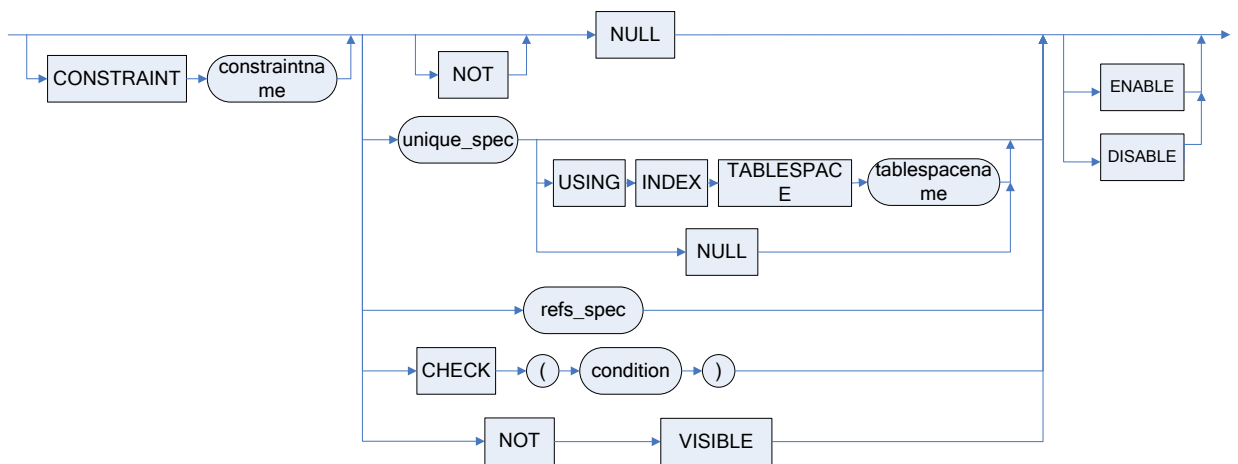 NULL
CONSTRAINT
constraintna
me
NOT
ENABLE
unique_spec
DISABLE
USING
INDEX
TABLESPAC
E
tablespacena
me
NULL
refs_spec
CHECK
(
condition
)
NOT
VISIBLE